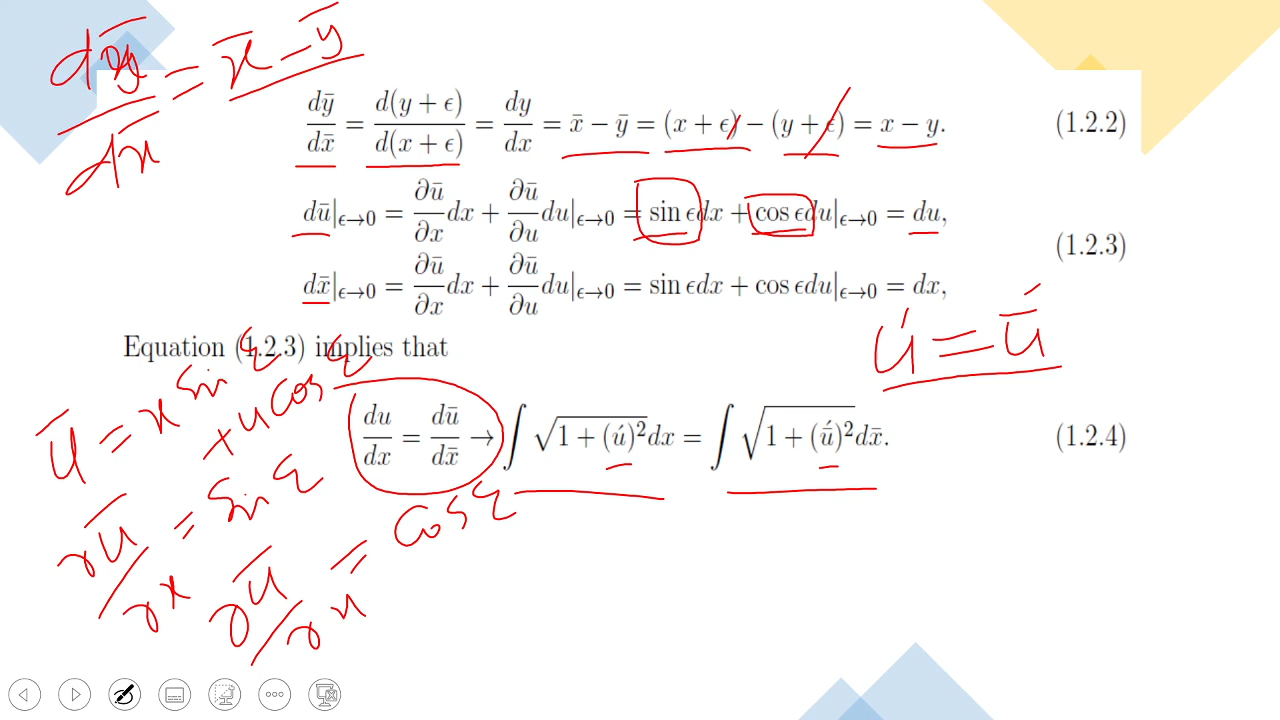 dȳ/dx̄ = x̄ − ȳ
dȳ/dx̄ = d(y + ϵ)/d(x + ϵ) = dy/dx = x̄ − ȳ = (x + ϵ) − (y + ϵ) = x − y. (1.2.2)
dū|ϵ→0 = ∂ū/∂x dx + ∂ū/∂u du|ϵ→0 = sin ϵdx + cos ϵdu|ϵ→0 = du,
(1.2.3)
dx̄|ϵ→0 = ∂ū/∂x dx + ∂ū/∂u du|ϵ→0 = sin ϵdx + cos ϵdu|ϵ→0 = dx,
ú = ū́
Equation (1.2.3) implies that
ū = x sin ε
+ u cos ε
du/dx = dū/dx̄ → ∫ √(1 + (ú)²) dx = ∫ √(1 + (ū́)²) dx̄. (1.2.4)
∂ū/∂x = sin ε
∂ū/∂u = cos ε